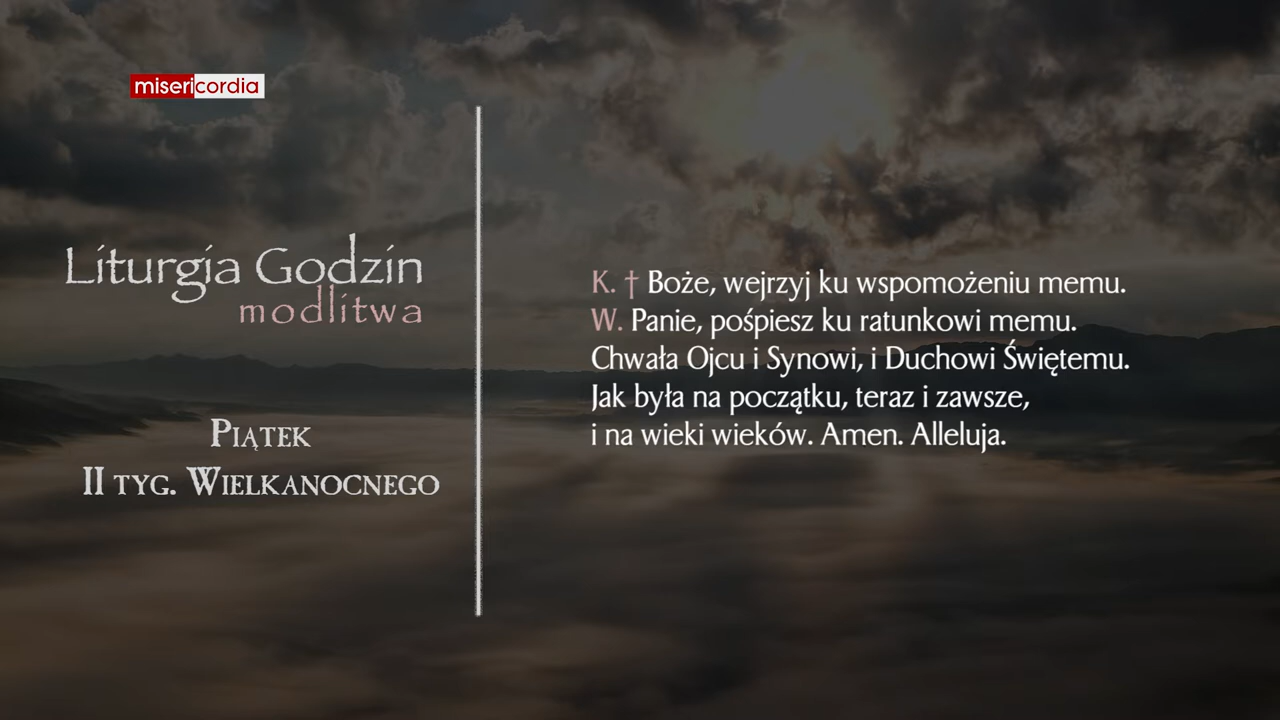 misericordia
Liturgia Godzin
modlitwa
Piątek
II tyg. Wielkanocnego
K. † Boże, wejrzyj ku wspomożeniu memu.
W. Panie, pośpiesz ku ratunkowi memu.
Chwała Ojcu i Synowi, i Duchowi Świętemu.
Jak była na początku, teraz i zawsze,
i na wieki wieków. Amen. Alleluja.